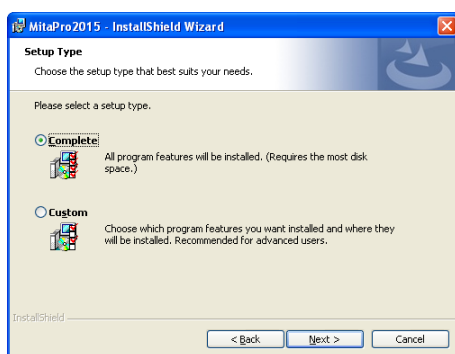 MitaPro2015 - InstallShield Wizard
Setup Type
Choose the setup type that best suits your needs.
Please select a setup type.
Complete
All program features will be installed. (Requires the most disk
space.)
Custom
Choose which program features you want installed and where they
will be installed. Recommended for advanced users.
InstallShield
< Back
Next >
Cancel